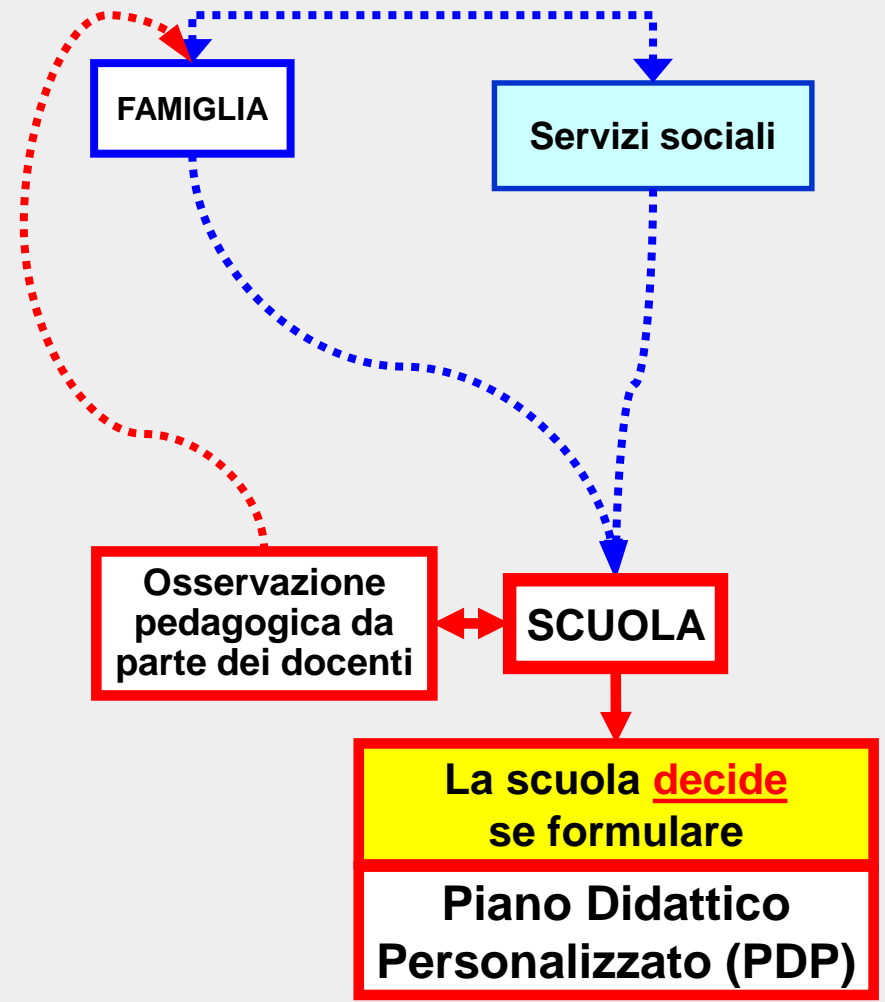 FAMIGLIA
Servizi sociali
Osservazione
pedagogica da
parte dei docenti
SCUOLA
La scuola decide
se formulare
Piano Didattico
Personalizzato (PDP)